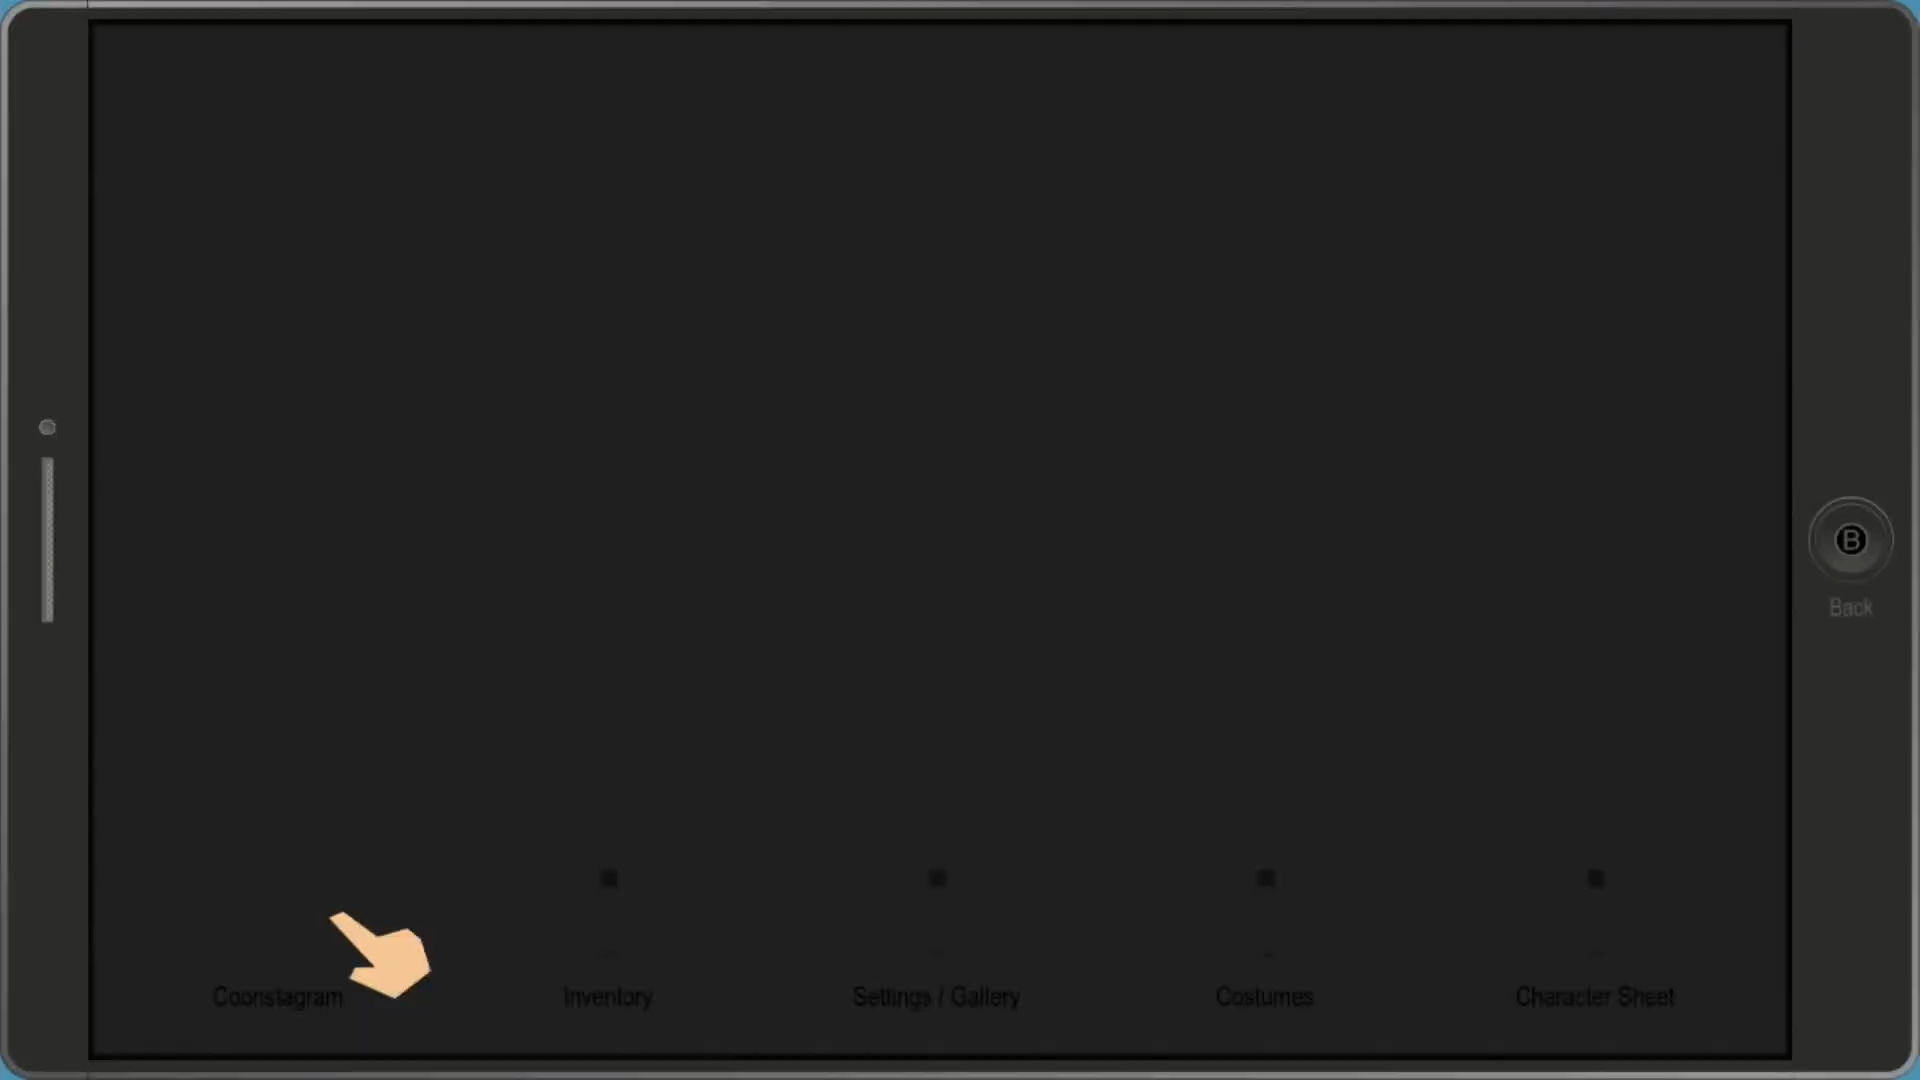 B
Back
Coonstagram
Inventory
Settings / Gallery
Costumes
Character Sheet